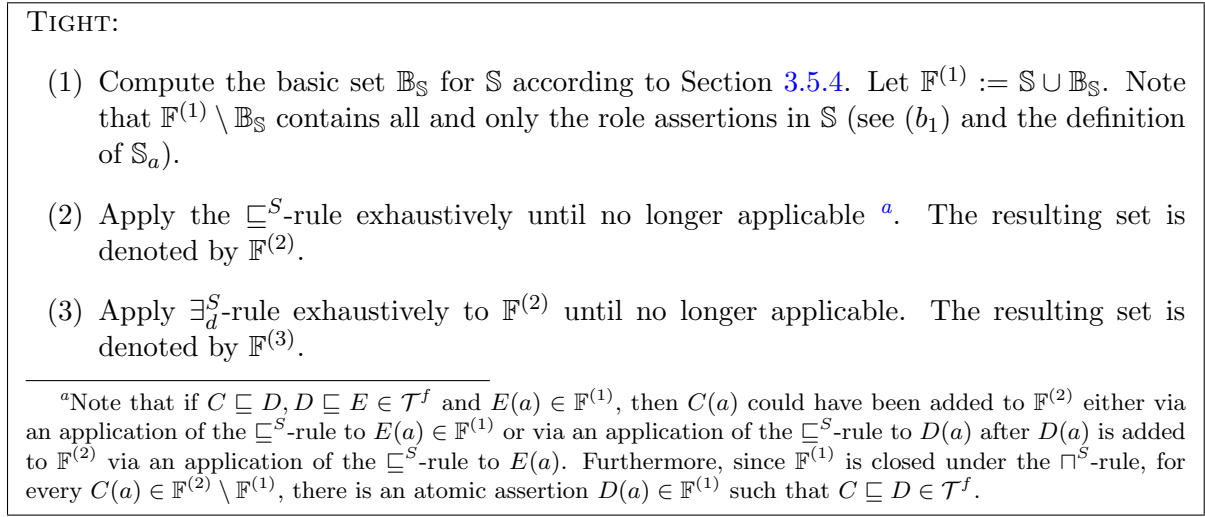 TIGHT:
(1) Compute the basic set 𝔹_𝕊 for 𝕊 according to Section 3.5.4. Let 𝔽^(1) := 𝕊 ∪ 𝔹_𝕊. Note
that 𝔽^(1) \ 𝔹_𝕊 contains all and only the role assertions in 𝕊 (see (b₁) and the definition
of 𝕊_a).
(2) Apply the ⊑^S-rule exhaustively until no longer applicable ^a. The resulting set is
denoted by 𝔽^(2).
(3) Apply ∃_d^S-rule exhaustively to 𝔽^(2) until no longer applicable. The resulting set is
denoted by 𝔽^(3).
^aNote that if C ⊑ D, D ⊑ E ∈ 𝒯^f and E(a) ∈ 𝔽^(1), then C(a) could have been added to 𝔽^(2) either via
an application of the ⊑^S-rule to E(a) ∈ 𝔽^(1) or via an application of the ⊑^S-rule to D(a) after D(a) is added
to 𝔽^(2) via an application of the ⊑^S-rule to E(a). Furthermore, since 𝔽^(1) is closed under the ⊓^S-rule, for
every C(a) ∈ 𝔽^(2) \ 𝔽^(1), there is an atomic assertion D(a) ∈ 𝔽^(1) such that C ⊑ D ∈ 𝒯^f.